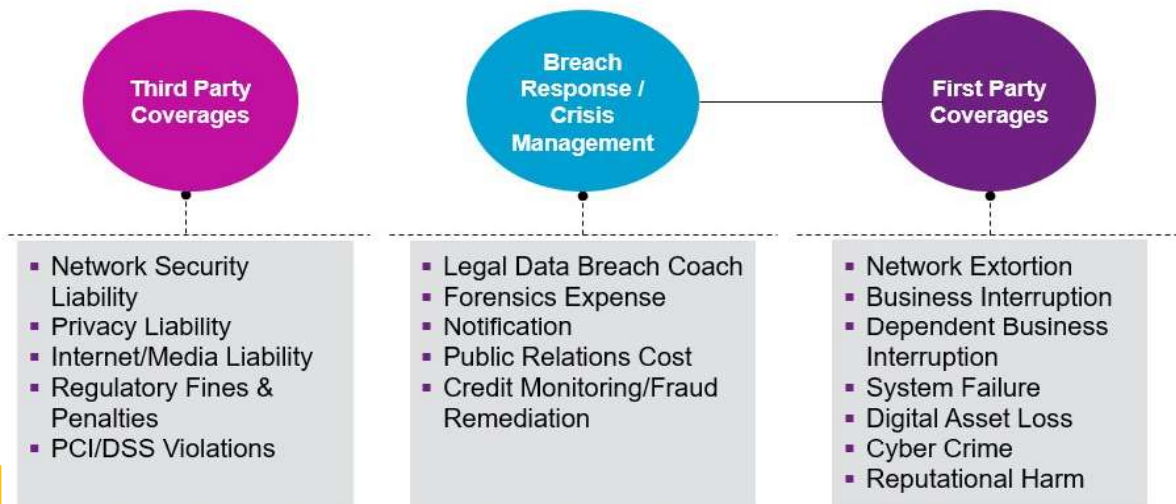 Third Party
Coverages
Breach
Response /
Crisis
Management
First Party
Coverages
▪ Network Security
Liability
▪ Privacy Liability
▪ Internet/Media Liability
▪ Regulatory Fines &
Penalties
▪ PCI/DSS Violations
▪ Legal Data Breach Coach
▪ Forensics Expense
▪ Notification
▪ Public Relations Cost
▪ Credit Monitoring/Fraud
Remediation
▪ Network Extortion
▪ Business Interruption
▪ Dependent Business
Interruption
▪ System Failure
▪ Digital Asset Loss
▪ Cyber Crime
▪ Reputational Harm